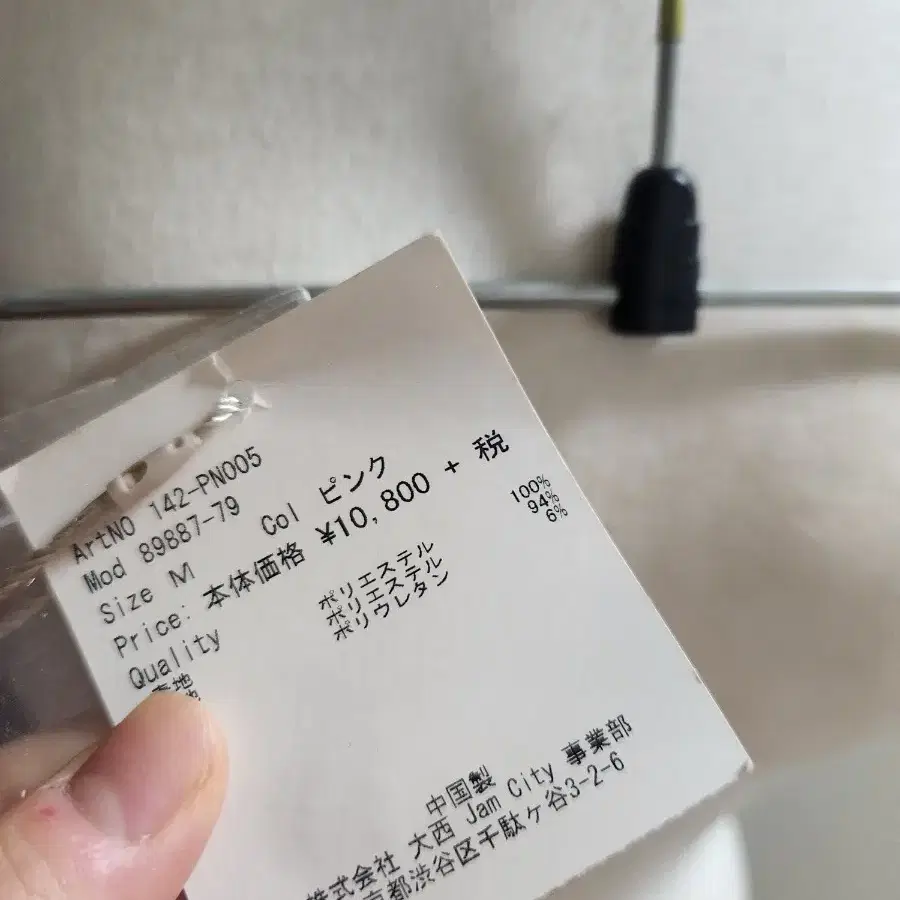 ArtNO 142-PN005
Mod 89887-79
Size M Col ピンク
Price: 本体価格 ¥10,800 + 税
Quality
ポリエステル 100%
ポリエステル 94%
ポリウレタン 6%
中国製
株式会社 大西 Jam City 事業部
京都渋谷区千駄ヶ谷3-2-6